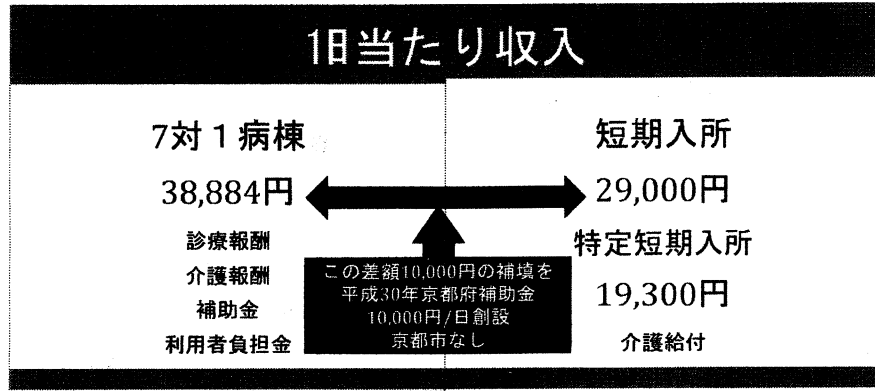 1日当たり収入
7対1病棟
38,884円
診療報酬
介護報酬
補助金
利用者負担金
この差額10,000円の補填を
平成30年京都府補助金
10,000円/日創設
京都市なし
短期入所
29,000円
特定短期入所
19,300円
介護給付